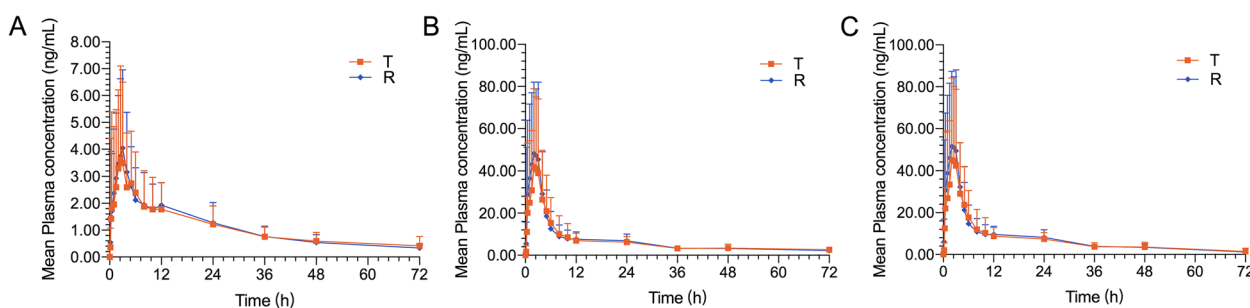 A
Mean Plasma concentration (ng/mL)
8.00
7.00
6.00
5.00
4.00
3.00
2.00
1.00
0.00
0 12 24 36 48 60 72
Time (h)
T
R
B
Mean Plasma concentration (ng/mL)
100.00
80.00
60.00
40.00
20.00
0.00
0 12 24 36 48 60 72
Time (h)
T
R
C
Mean Plasma concentration (ng/mL)
100.00
80.00
60.00
40.00
20.00
0.00
0 12 24 36 48 60 72
Time (h)
T
R